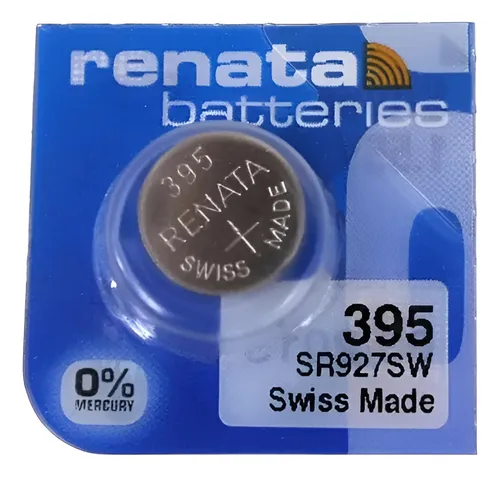 renata
batteries
395
RENATA
+
SWISS MADE
395
SR927SW
Swiss Made
0%
MERCURY